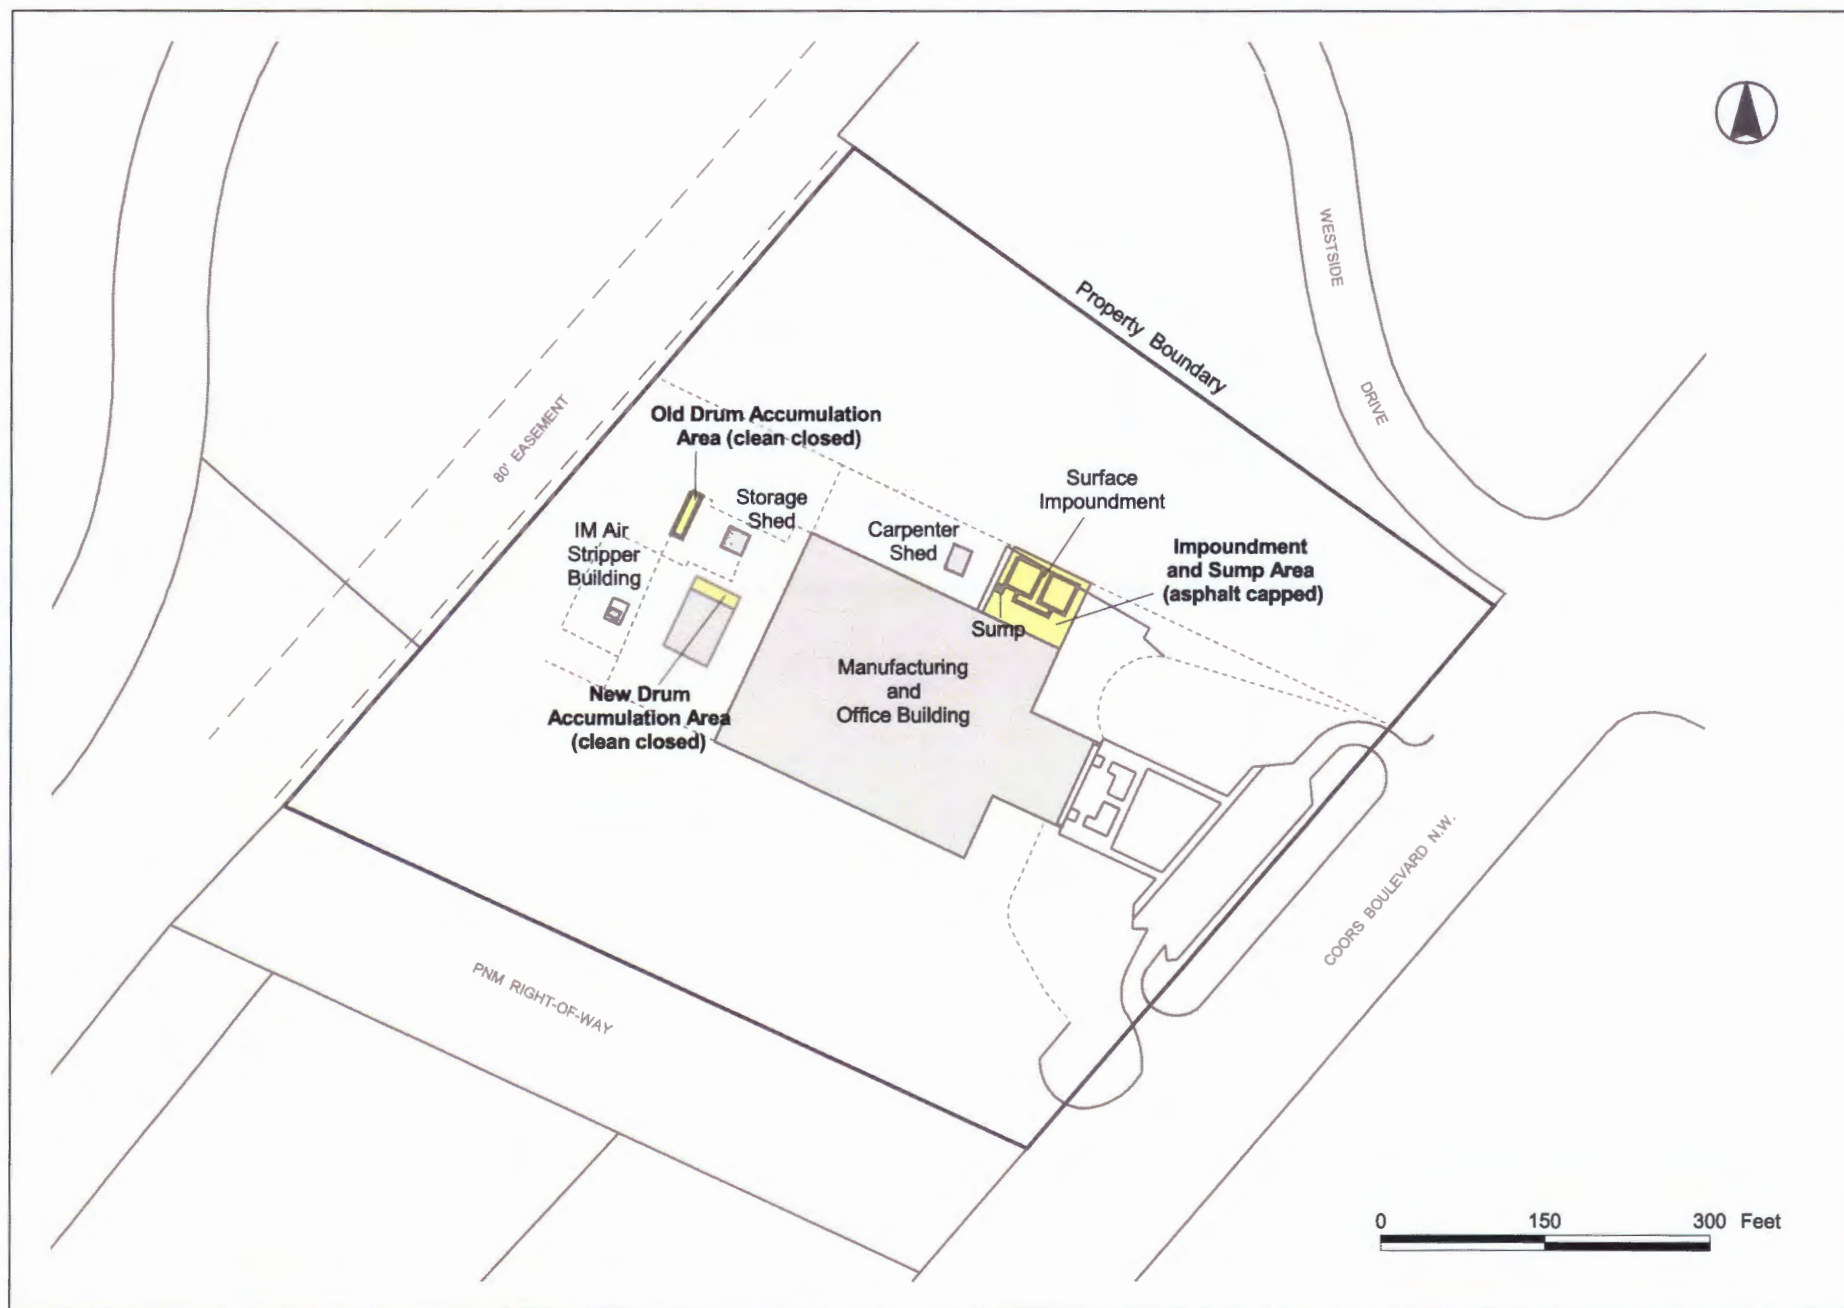 WESTSIDE
DRIVE
Property Boundary
80' EASEMENT
Old Drum Accumulation
Area (clean closed)
Storage
Shed
IM Air
Stripper
Building
Carpenter
Shed
Surface
Impoundment
Impoundment
and Sump Area
(asphalt capped)
Sump
Manufacturing
and
Office Building
New Drum
Accumulation Area
(clean closed)
COORS BOULEVARD N.W.
PNM RIGHT-OF-WAY
0 150 300 Feet